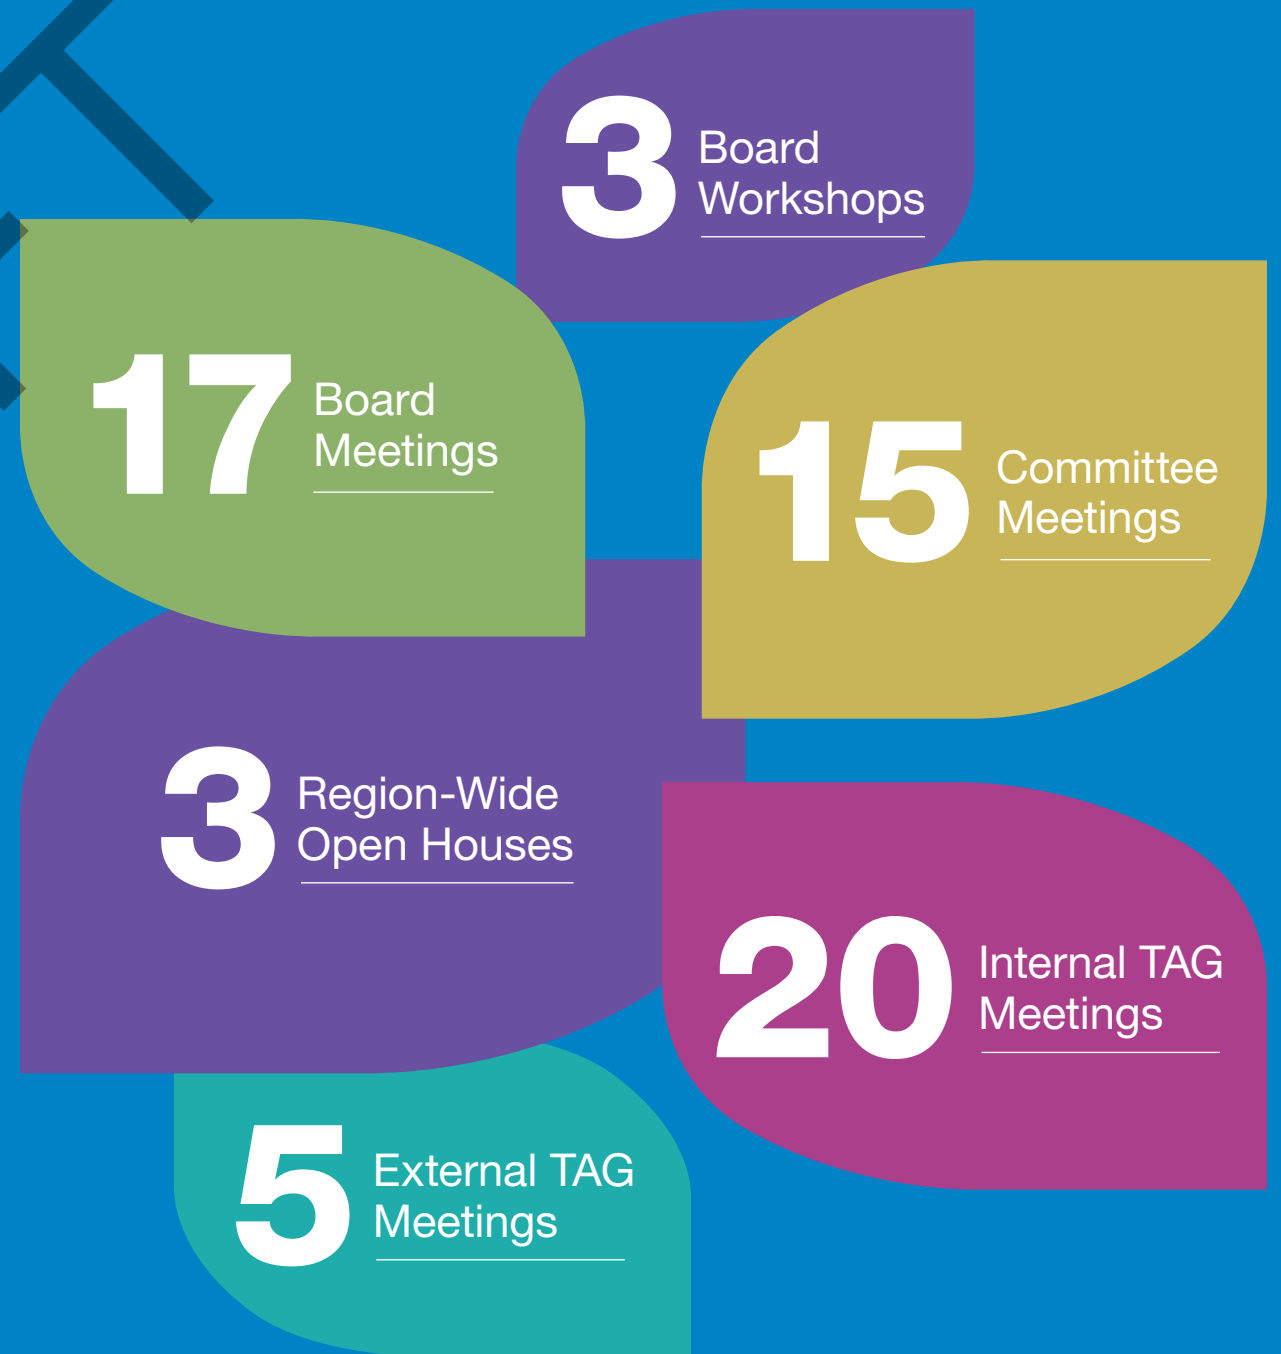 3 Board
Workshops
17 Board
Meetings
15 Committee
Meetings
3 Region-Wide
Open Houses
20 Internal TAG
Meetings
5 External TAG
Meetings